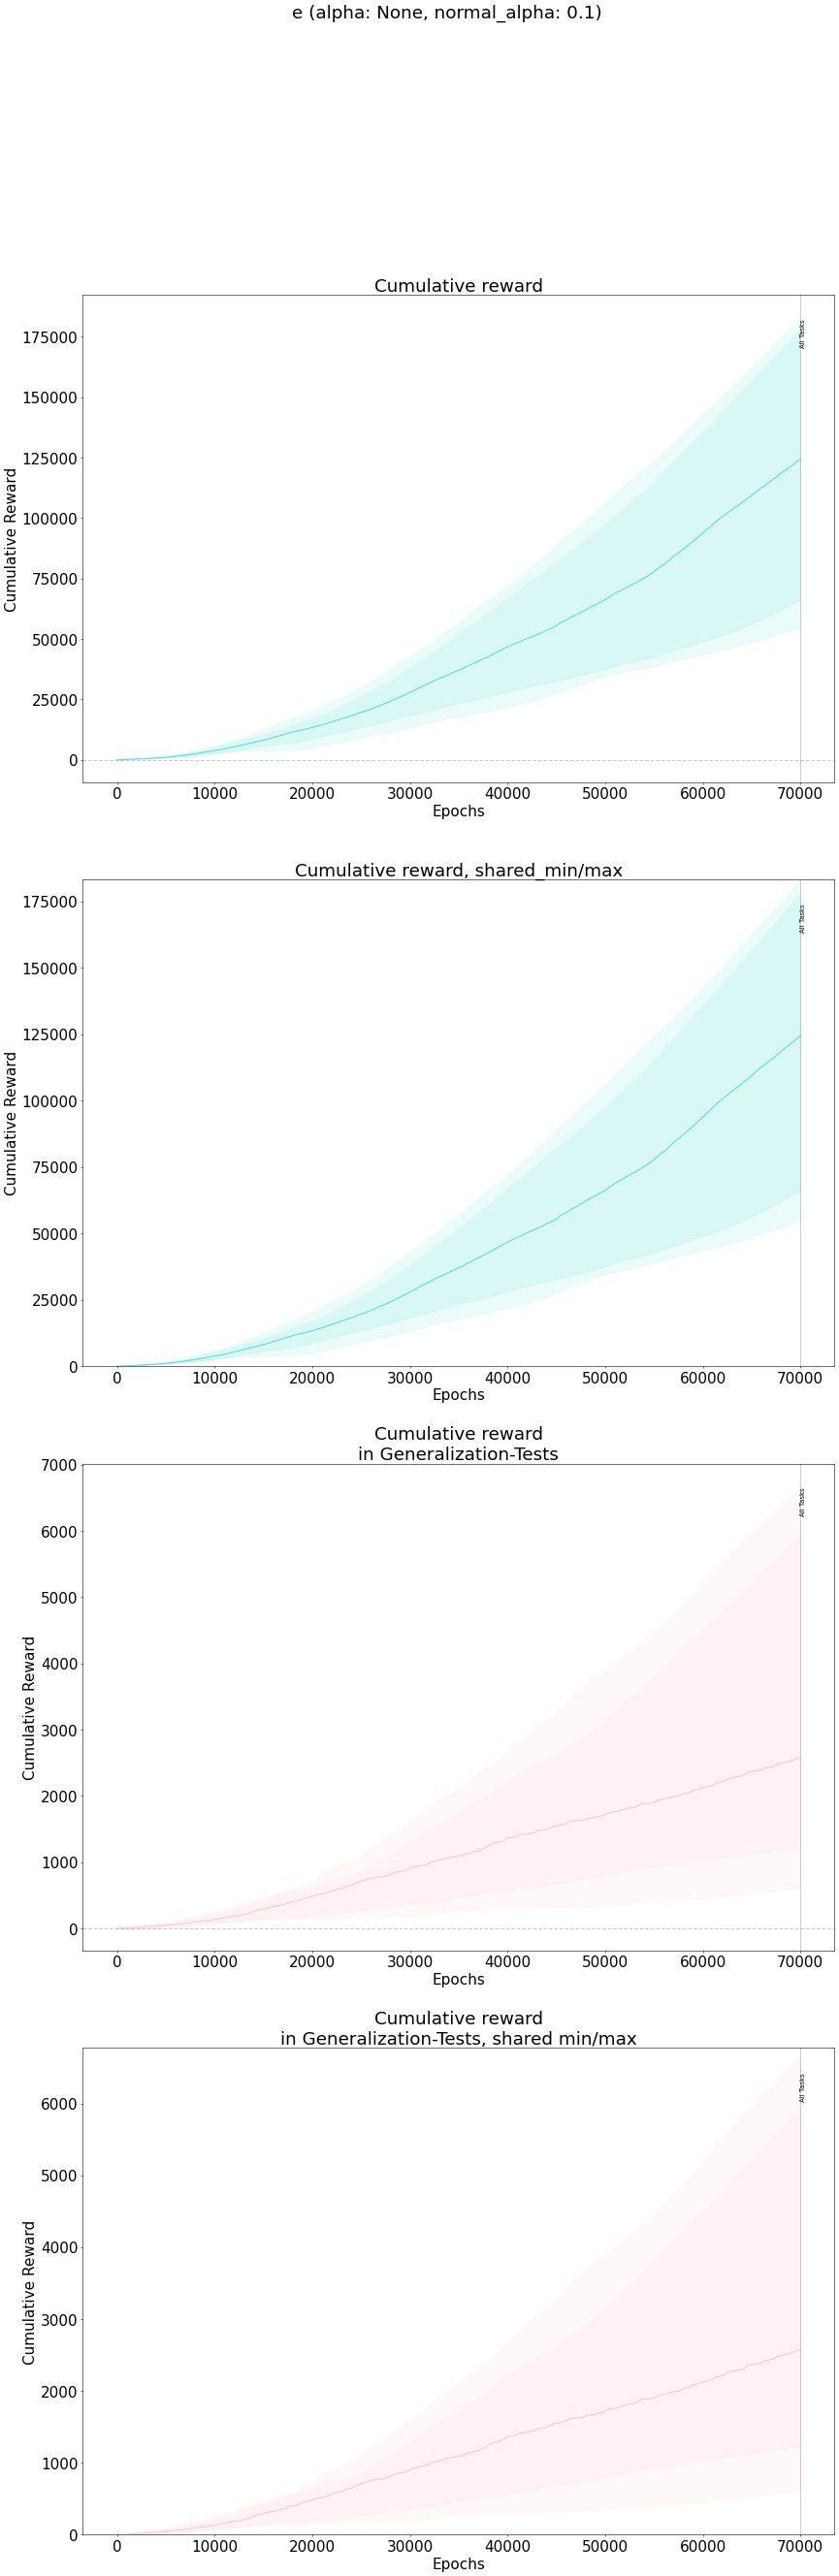 e (alpha: None, normal_alpha: 0.1)
Cumulative reward
175000
150000
125000
100000
75000
50000
25000
0
Cumulative Reward
All Tasks
0 10000 20000 30000 40000 50000 60000 70000
Epochs
Cumulative reward, shared_min/max
175000
150000
125000
100000
75000
50000
25000
0
Cumulative Reward
All Tasks
0 10000 20000 30000 40000 50000 60000 70000
Epochs
Cumulative reward
in Generalization-Tests
7000
6000
5000
4000
3000
2000
1000
0
Cumulative Reward
All Tasks
0 10000 20000 30000 40000 50000 60000 70000
Epochs
Cumulative reward
in Generalization-Tests, shared min/max
6000
5000
4000
3000
2000
1000
0
Cumulative Reward
All Tasks
0 10000 20000 30000 40000 50000 60000 70000
Epochs